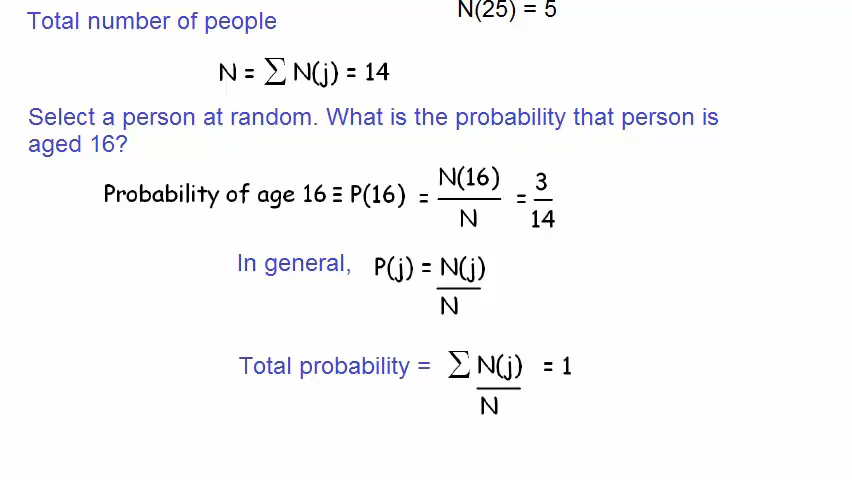 N(25) = 5
Total number of people
N = ∑ N(j) = 14
Select a person at random. What is the probability that person is
aged 16?
Probability of age 16 ≡ P(16) = N(16)/N = 3/14
In general, P(j) = N(j)/N
Total probability = ∑ N(j)/N = 1